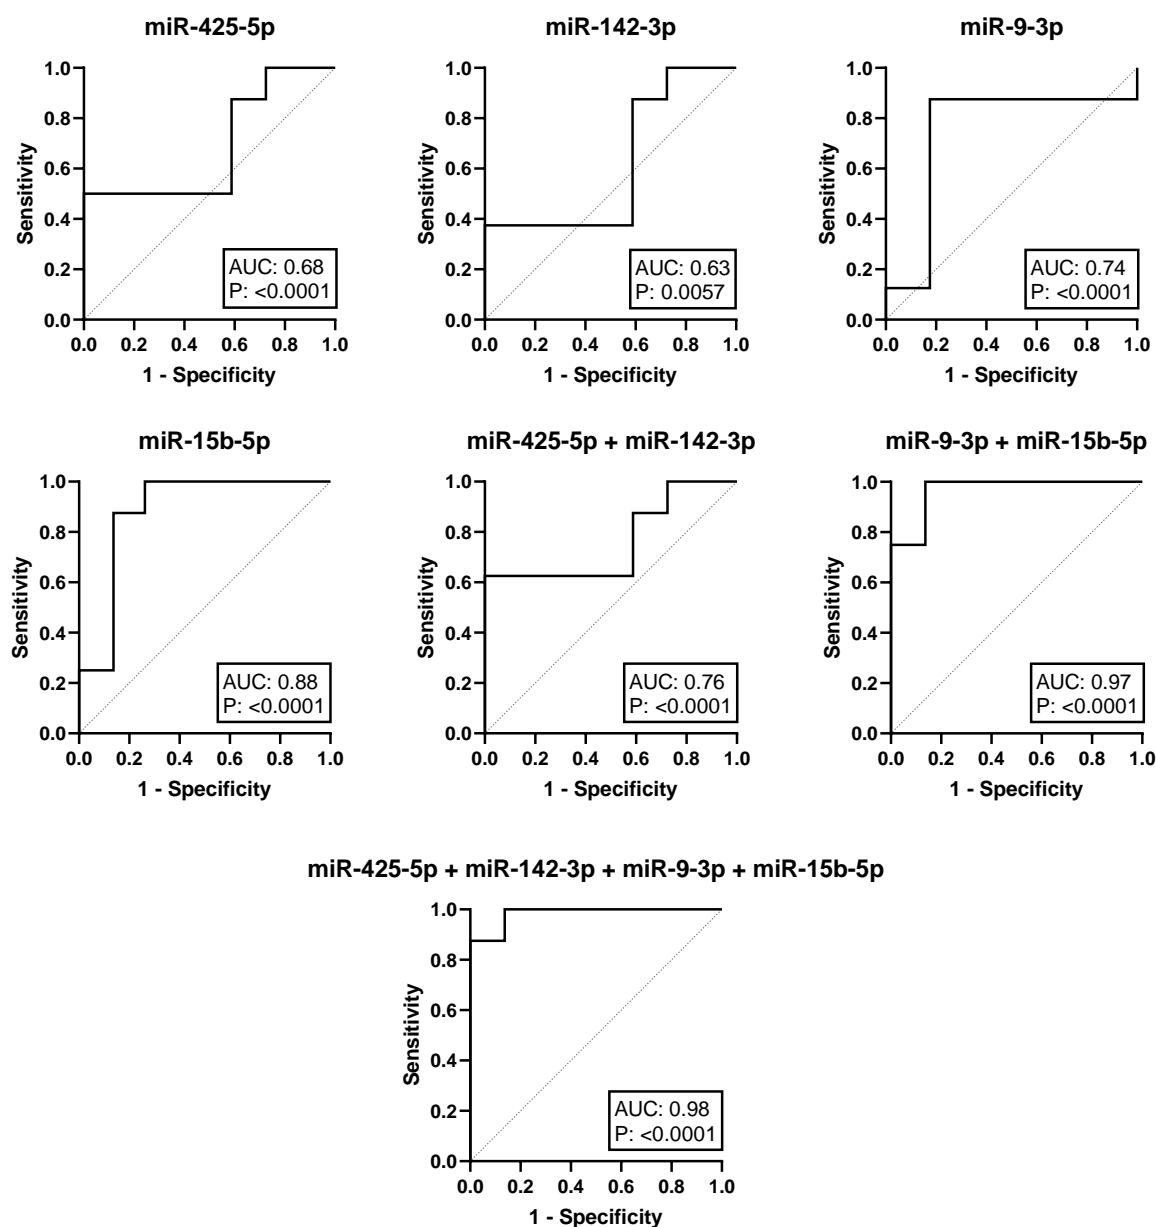 miR-425-5p
1.0
0.8
0.6
0.4
0.2
0.0
Sensitivity
AUC: 0.68
P: <0.0001
0.0 0.2 0.4 0.6 0.8 1.0
1 - Specificity
miR-142-3p
1.0
0.8
0.6
0.4
0.2
0.0
Sensitivity
AUC: 0.63
P: 0.0057
0.0 0.2 0.4 0.6 0.8 1.0
1 - Specificity
miR-9-3p
1.0
0.8
0.6
0.4
0.2
0.0
Sensitivity
AUC: 0.74
P: <0.0001
0.0 0.2 0.4 0.6 0.8 1.0
1 - Specificity
miR-15b-5p
1.0
0.8
0.6
0.4
0.2
0.0
Sensitivity
AUC: 0.88
P: <0.0001
0.0 0.2 0.4 0.6 0.8 1.0
1 - Specificity
miR-425-5p + miR-142-3p
1.0
0.8
0.6
0.4
0.2
0.0
Sensitivity
AUC: 0.76
P: <0.0001
0.0 0.2 0.4 0.6 0.8 1.0
1 - Specificity
miR-9-3p + miR-15b-5p
1.0
0.8
0.6
0.4
0.2
0.0
Sensitivity
AUC: 0.97
P: <0.0001
0.0 0.2 0.4 0.6 0.8 1.0
1 - Specificity
miR-425-5p + miR-142-3p + miR-9-3p + miR-15b-5p
1.0
0.8
0.6
0.4
0.2
0.0
Sensitivity
AUC: 0.98
P: <0.0001
0.0 0.2 0.4 0.6 0.8 1.0
1 - Specificity